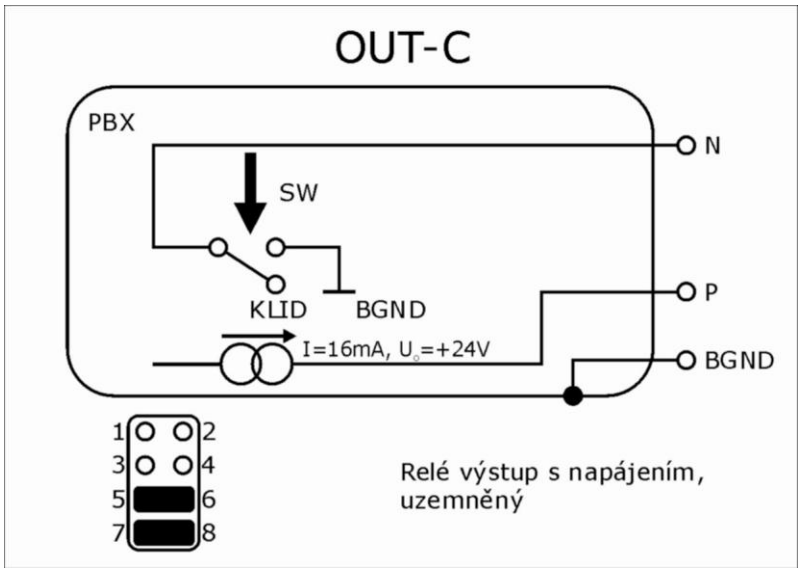 OUT-C
PBX
N
SW
KLID
BGND
P
I=16mA, U₀=+24V
BGND
1 2
3 4
5 6
7 8
Relé výstup s napájením,
uzemněný